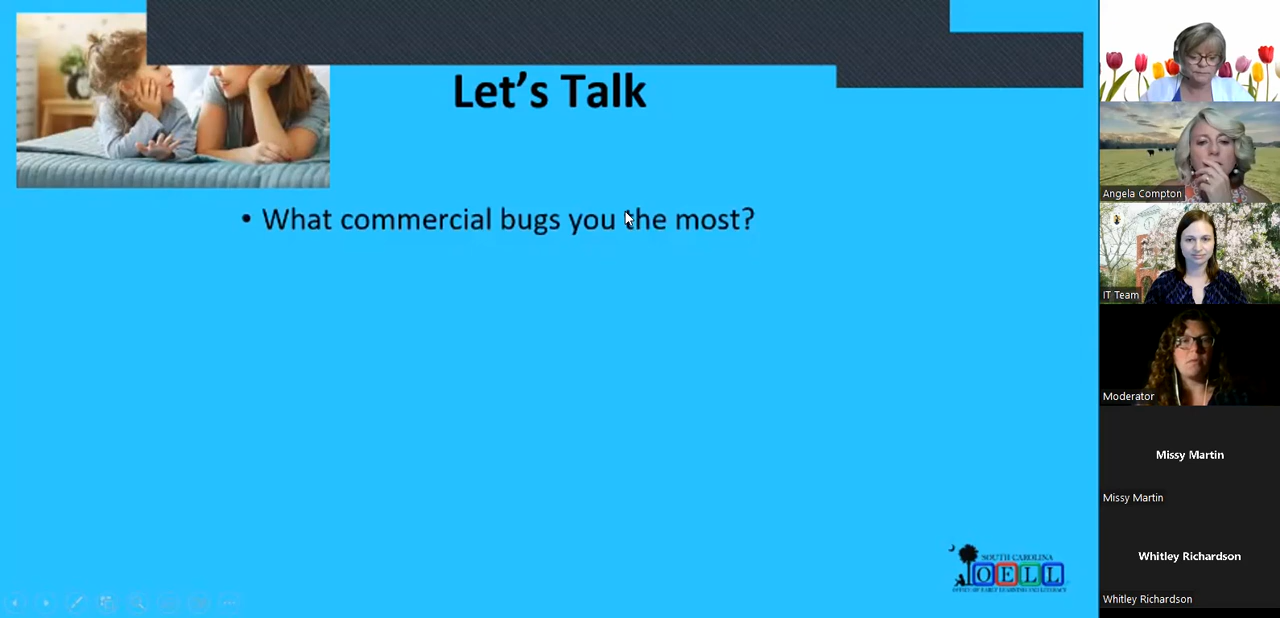 Let's Talk
• What commercial bugs you the most?
SOUTH CAROLINA
OELL
OFFICE OF EARLY LEARNING AND LITERACY
Angela Compton
IT Team
Moderator
Missy Martin
Missy Martin
Whitley Richardson
Whitley Richardson